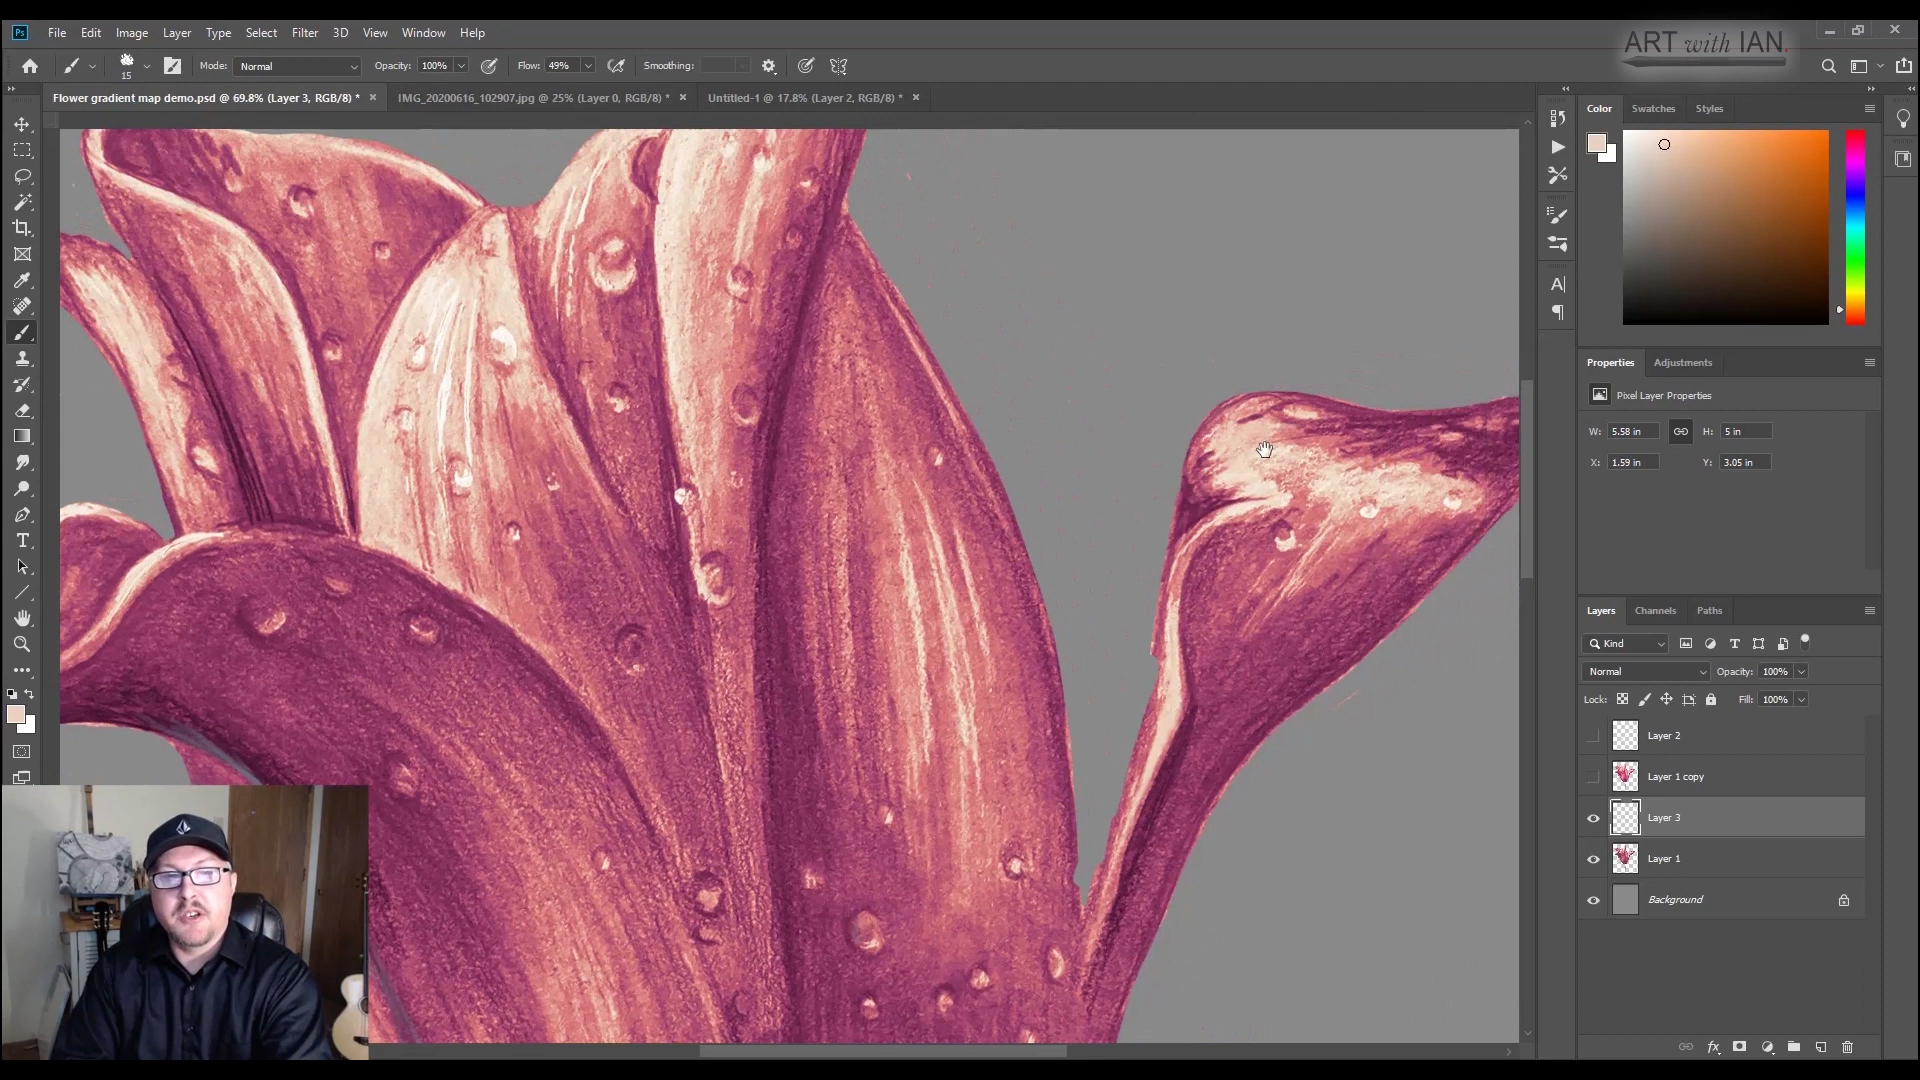 Ps File Edit Image Layer Type Select Filter 3D View Window Help
ART with IAN.
15 Mode: Normal Opacity: 100% Flow: 49% Smoothing:
Flower gradient map demo.psd @ 69.8% (Layer 3, RGB/8) * × IMG_20200616_102907.jpg @ 25% (Layer 0, RGB/8) * × Untitled-1 @ 17.8% (Layer 2, RGB/8) * ×
Color Swatches Styles
Properties Adjustments
Pixel Layer Properties
W: 5.58 in H: 5 in
X: 1.59 in Y: 3.05 in
Layers Channels Paths
Kind
Normal Opacity: 100%
Lock: Fill: 100%
Layer 2
Layer 1 copy
Layer 3
Layer 1
Background
fx